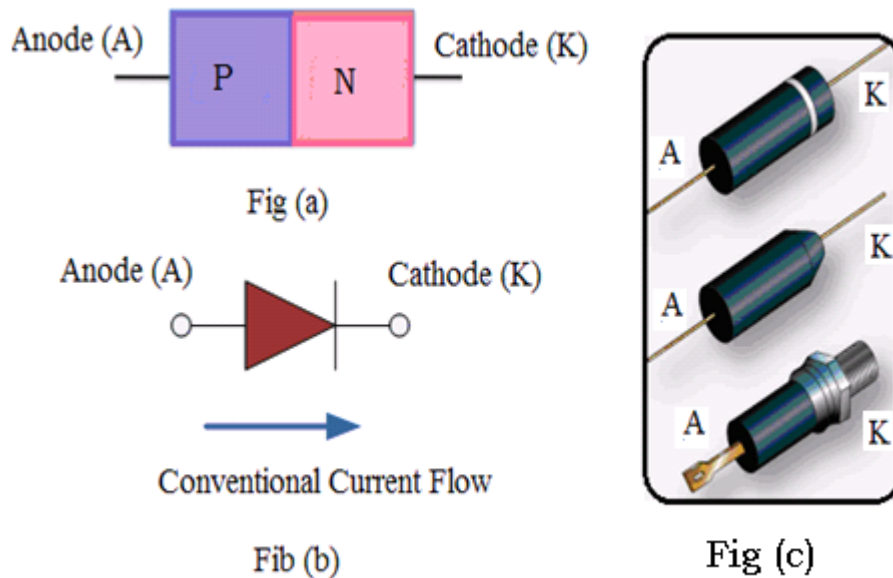 Anode (A)
Cathode (K)
P
N
Fig (a)
Anode (A)
Cathode (K)
Conventional Current Flow
Fib (b)
K
A
K
A
A
K
Fig (c)